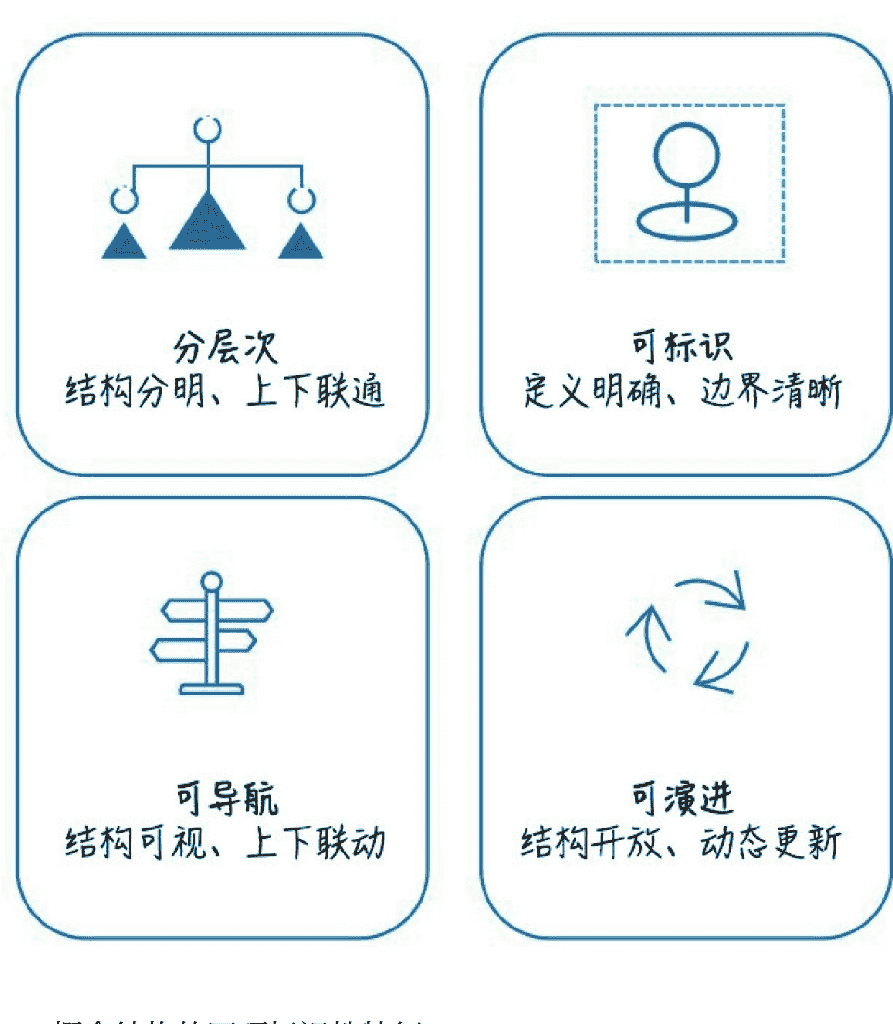 分层次
结构分明、上下联通
可标识
定义明确、边界清晰
可导航
结构可视、上下联动
可演进
结构开放、动态更新